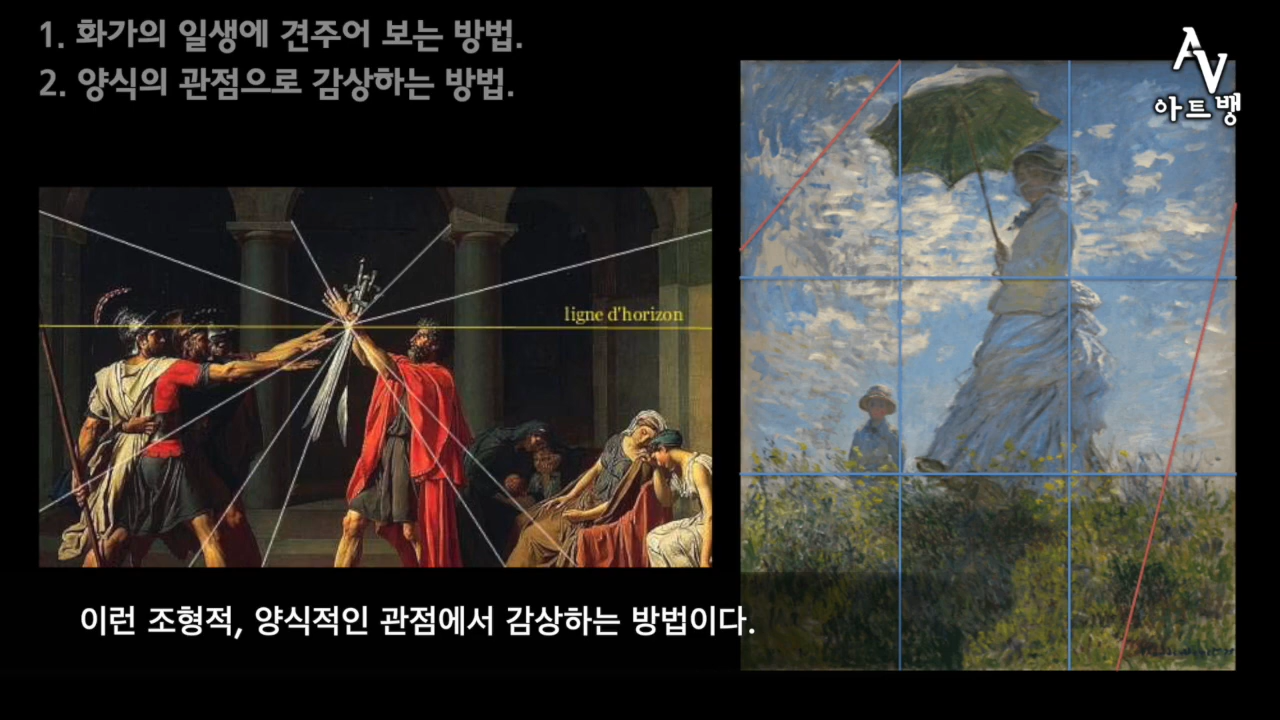 1. 화가의 일생에 견주어 보는 방법.
2. 양식의 관점으로 감상하는 방법.
AV
아트뱅
ligne d'horizon
이런 조형적, 양식적인 관점에서 감상하는 방법이다.